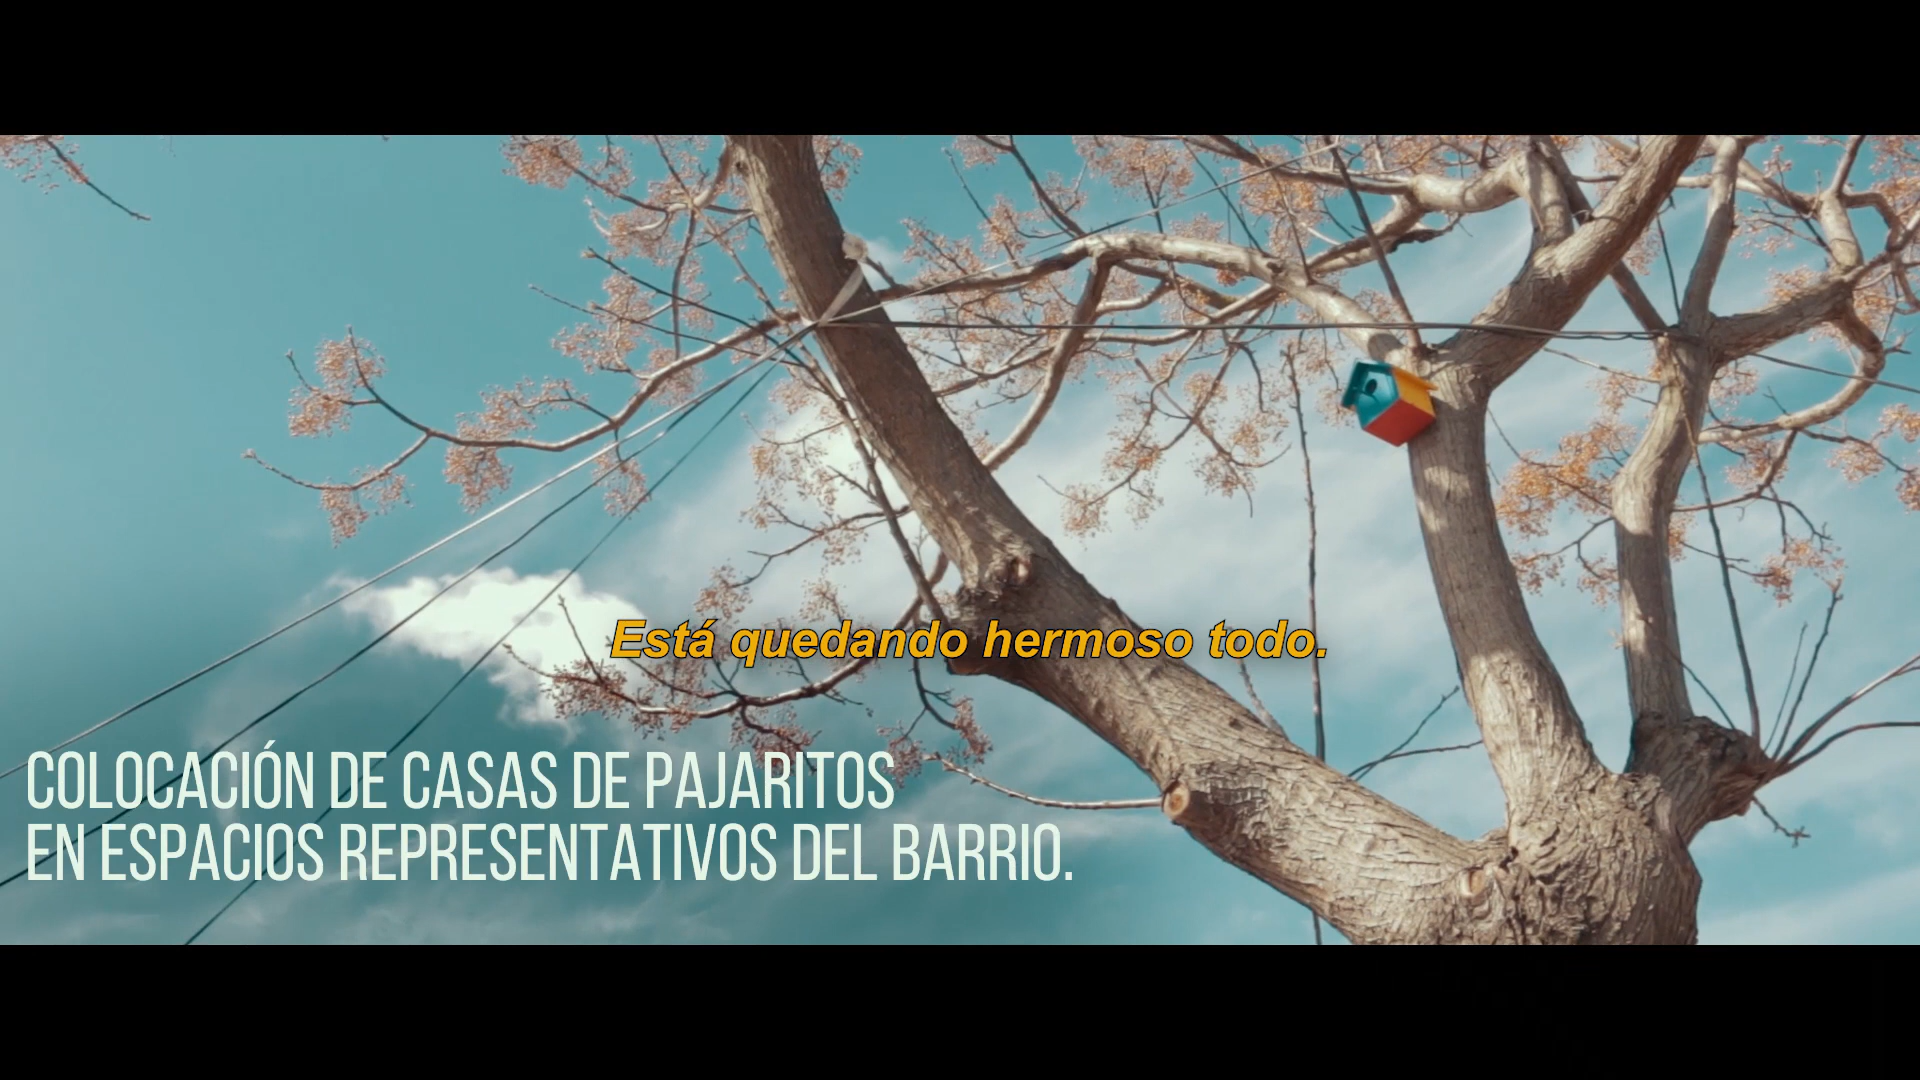 Está quedando hermoso todo.
COLOCACIÓN DE CASAS DE PAJARITOS
EN ESPACIOS REPRESENTATIVOS DEL BARRIO.